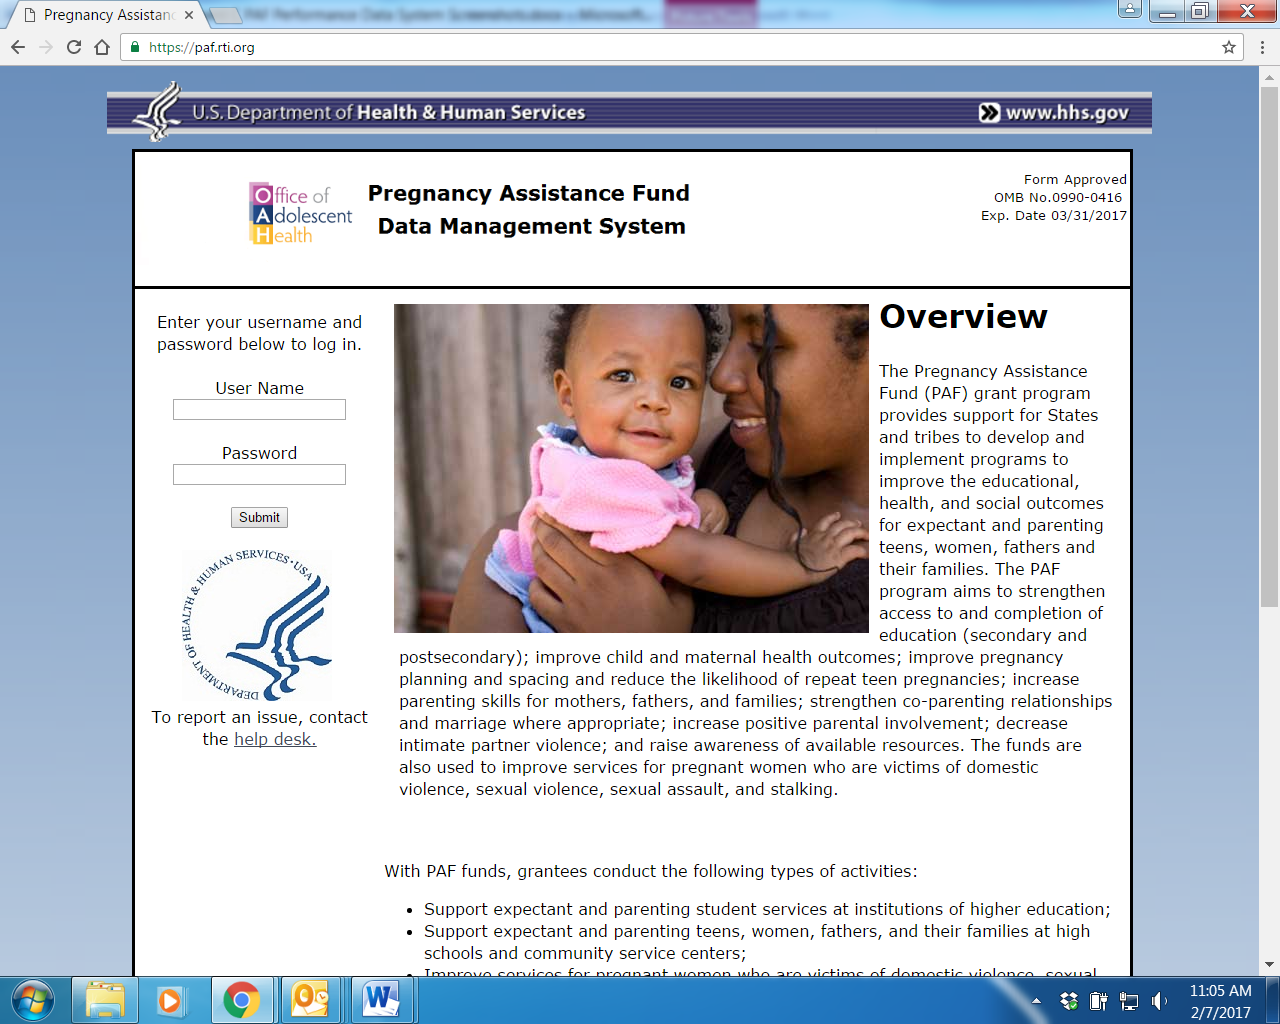 Pregnancy Assistanc
https://paf.rti.org
U.S. Department of Health & Human Services
www.hhs.gov
Office of
Adolescent
Health
Pregnancy Assistance Fund
Data Management System
Form Approved
OMB No.0990-0416
Exp. Date 03/31/2017
Enter your username and
password below to log in.
User Name
Password
Submit
DEPARTMENT OF HEALTH & HUMAN SERVICES • USA
To report an issue, contact
the help desk.
Overview
The Pregnancy Assistance
Fund (PAF) grant program
provides support for States
and tribes to develop and
implement programs to
improve the educational,
health, and social outcomes
for expectant and parenting
teens, women, fathers and
their families. The PAF
program aims to strengthen
access to and completion of
education (secondary and
postsecondary); improve child and maternal health outcomes; improve pregnancy
planning and spacing and reduce the likelihood of repeat teen pregnancies; increase
parenting skills for mothers, fathers, and families; strengthen co-parenting relationships
and marriage where appropriate; increase positive parental involvement; decrease
intimate partner violence; and raise awareness of available resources. The funds are
also used to improve services for pregnant women who are victims of domestic
violence, sexual violence, sexual assault, and stalking.
With PAF funds, grantees conduct the following types of activities:
• Support expectant and parenting student services at institutions of higher education;
• Support expectant and parenting teens, women, fathers, and their families at high
schools and community service centers;
• Improve services for pregnant women who are victims of domestic violence, sexual
11:05 AM
2/7/2017